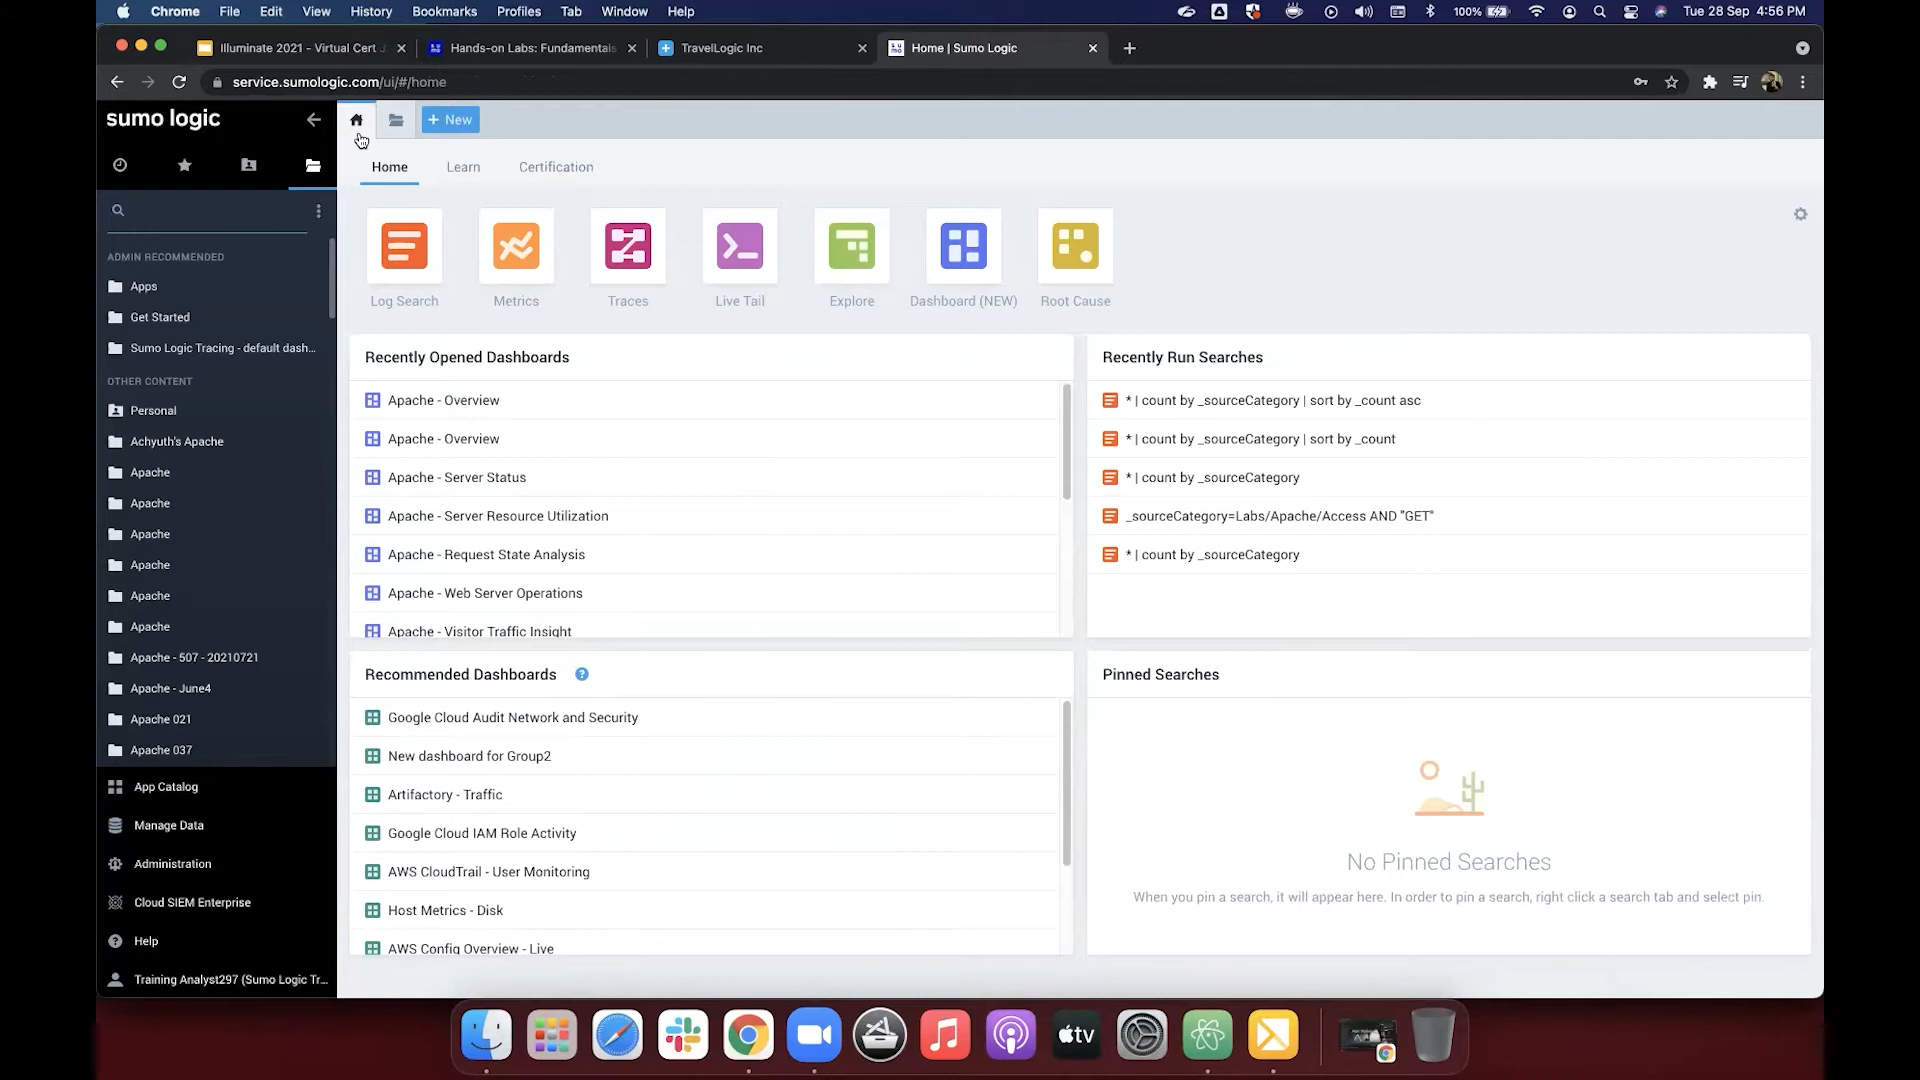 Chrome File Edit View History Bookmarks Profiles Tab Window Help 100% Tue 28 Sep 4:56 PM
Illuminate 2021 - Virtual Cert Hands-on Labs: Fundamentals TravelLogic Inc Home | Sumo Logic
service.sumologic.com/ui/#/home
sumo logic
+ New
Home Learn Certification
ADMIN RECOMMENDED
Apps
Get Started
Sumo Logic Tracing - default dash...
OTHER CONTENT
Personal
Achyuth's Apache
Apache
Apache
Apache
Apache
Apache
Apache
Apache - 507 - 20210721
Apache - June4
Apache 021
Apache 037
App Catalog
Manage Data
Administration
Cloud SIEM Enterprise
Help
Training Analyst297 (Sumo Logic Tr...
Log Search Metrics Traces Live Tail Explore Dashboard (NEW) Root Cause
Recently Opened Dashboards
Apache - Overview
Apache - Overview
Apache - Server Status
Apache - Server Resource Utilization
Apache - Request State Analysis
Apache - Web Server Operations
Apache - Visitor Traffic Insight
Recently Run Searches
* | count by _sourceCategory | sort by _count asc
* | count by _sourceCategory | sort by _count
* | count by _sourceCategory
_sourceCategory=Labs/Apache/Access AND "GET"
* | count by _sourceCategory
Recommended Dashboards ?
Google Cloud Audit Network and Security
New dashboard for Group2
Artifactory - Traffic
Google Cloud IAM Role Activity
AWS CloudTrail - User Monitoring
Host Metrics - Disk
AWS Config Overview - Live
Pinned Searches
No Pinned Searches
When you pin a search, it will appear here. In order to pin a search, right click a search tab and select pin.
tv